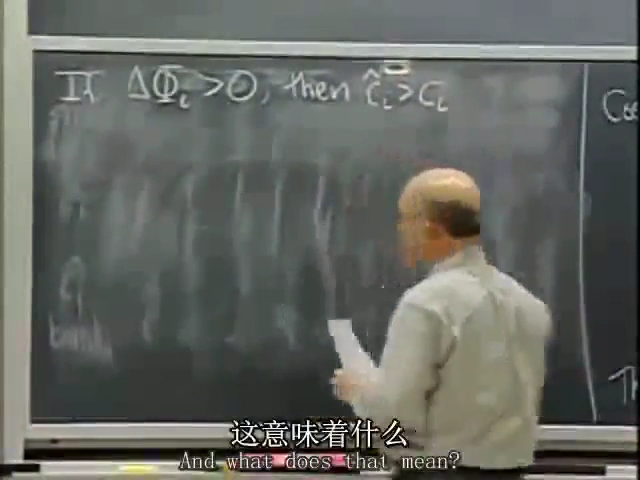 If ΔΦᵢ > 0, then ĉᵢ > cᵢ
这意味着什么
And what does that mean?